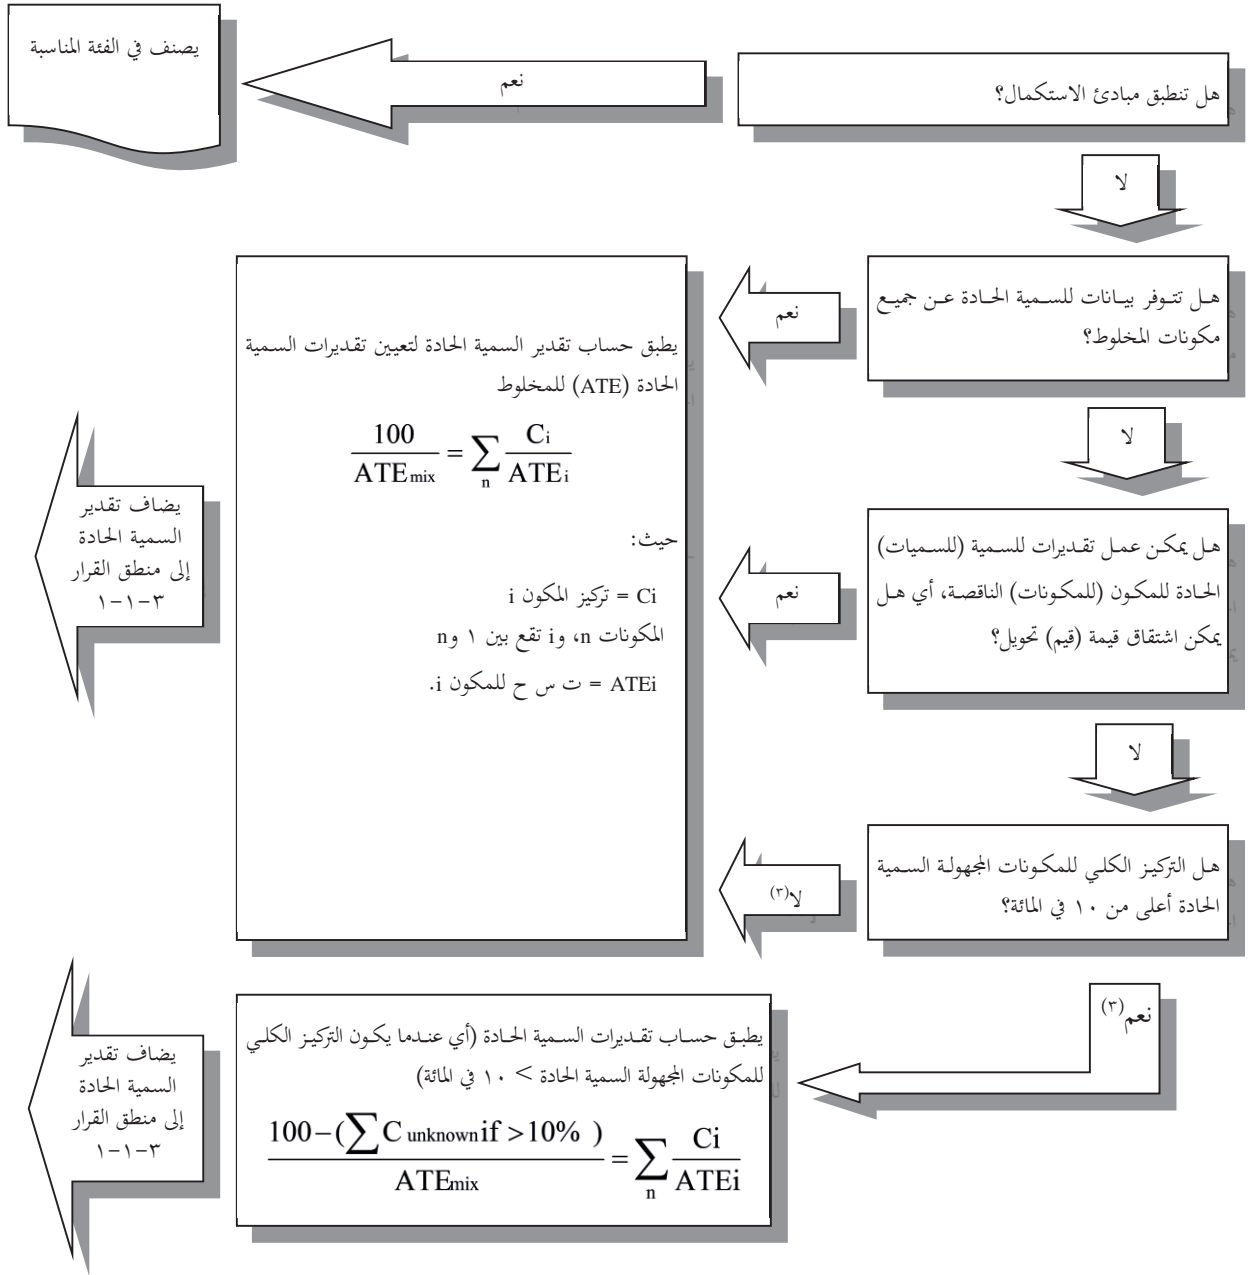 هل تنطبق مبادئ الاستكمال؟
نعم
يصنف في الفئة المناسبة
لا
هل تتوفر بيانات للسمية الحادة عن جميع
مكونات المخلوط؟
نعم
لا
هل يمكن عمل تقديرات للسمية (للسميات)
الحادة للمكون (للمكونات) الناقصة، أي هل
يمكن اشتقاق قيمة (قيم) تحويل؟
نعم
لا
هل التركيز الكلي للمكونات المجهولة السمية
الحادة أعلى من ١٠ في المائة؟
لا(٣)
يطبق حساب تقدير السمية الحادة لتعيين تقديرات السمية
الحادة (ATE) للمخلوط
100 / ATEmix = ∑n Ci / ATEi
حيث:
Ci = تركيز المكون i
المكونات n، وi تقع بين ١ وn
ATEi = ت س ح للمكون i.
يضاف تقدير
السمية الحادة
إلى منطق القرار
٣-١-١
نعم(٣)
يطبق حساب تقديرات السمية الحادة (أي عندما يكون التركيز الكلي
للمكونات المجهولة السمية الحادة > ١٠ في المائة)
100–(∑C unknown if >10% ) / ATEmix = ∑n Ci / ATEi
يضاف تقدير
السمية الحادة
إلى منطق القرار
٣-١-١